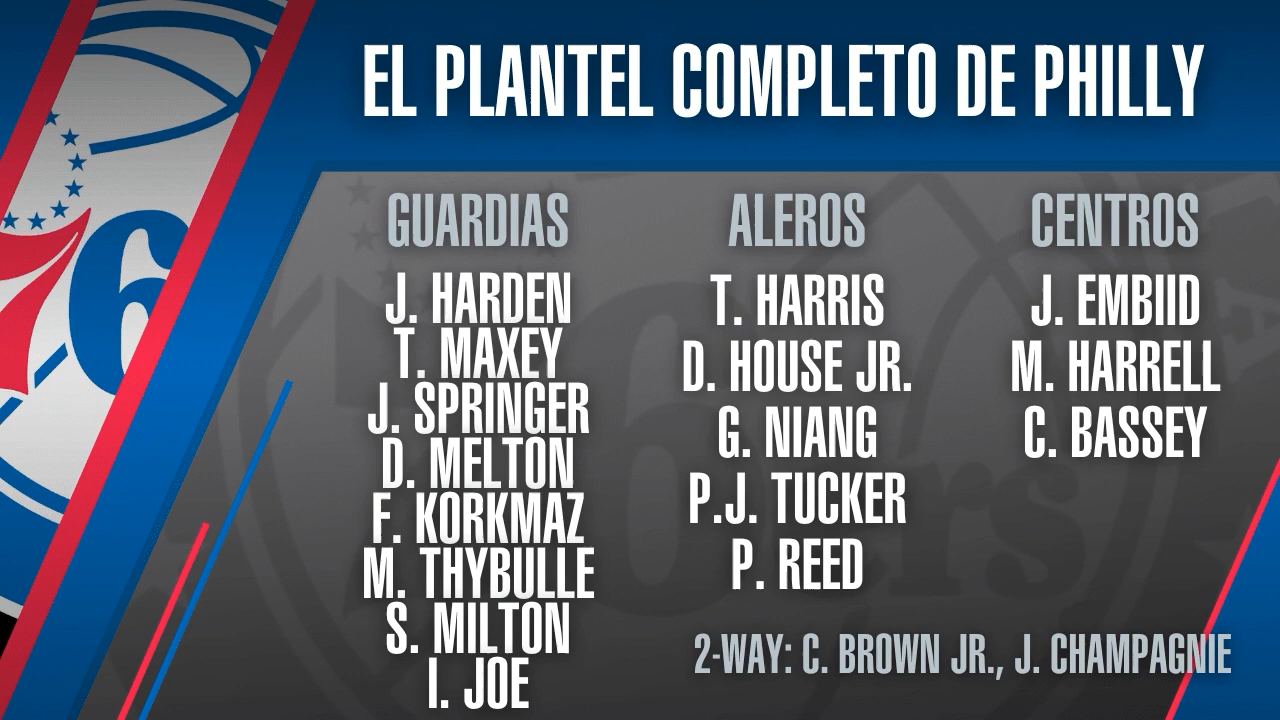 EL PLANTEL COMPLETO DE PHILLY
76
GUARDIAS
J. HARDEN
T. MAXEY
J. SPRINGER
D. MELTON
F. KORKMAZ
M. THYBULLE
S. MILTON
I. JOE
ALEROS
T. HARRIS
D. HOUSE JR.
G. NIANG
P.J. TUCKER
P. REED
CENTROS
J. EMBIID
M. HARRELL
C. BASSEY
2-WAY: C. BROWN JR., J. CHAMPAGNIE